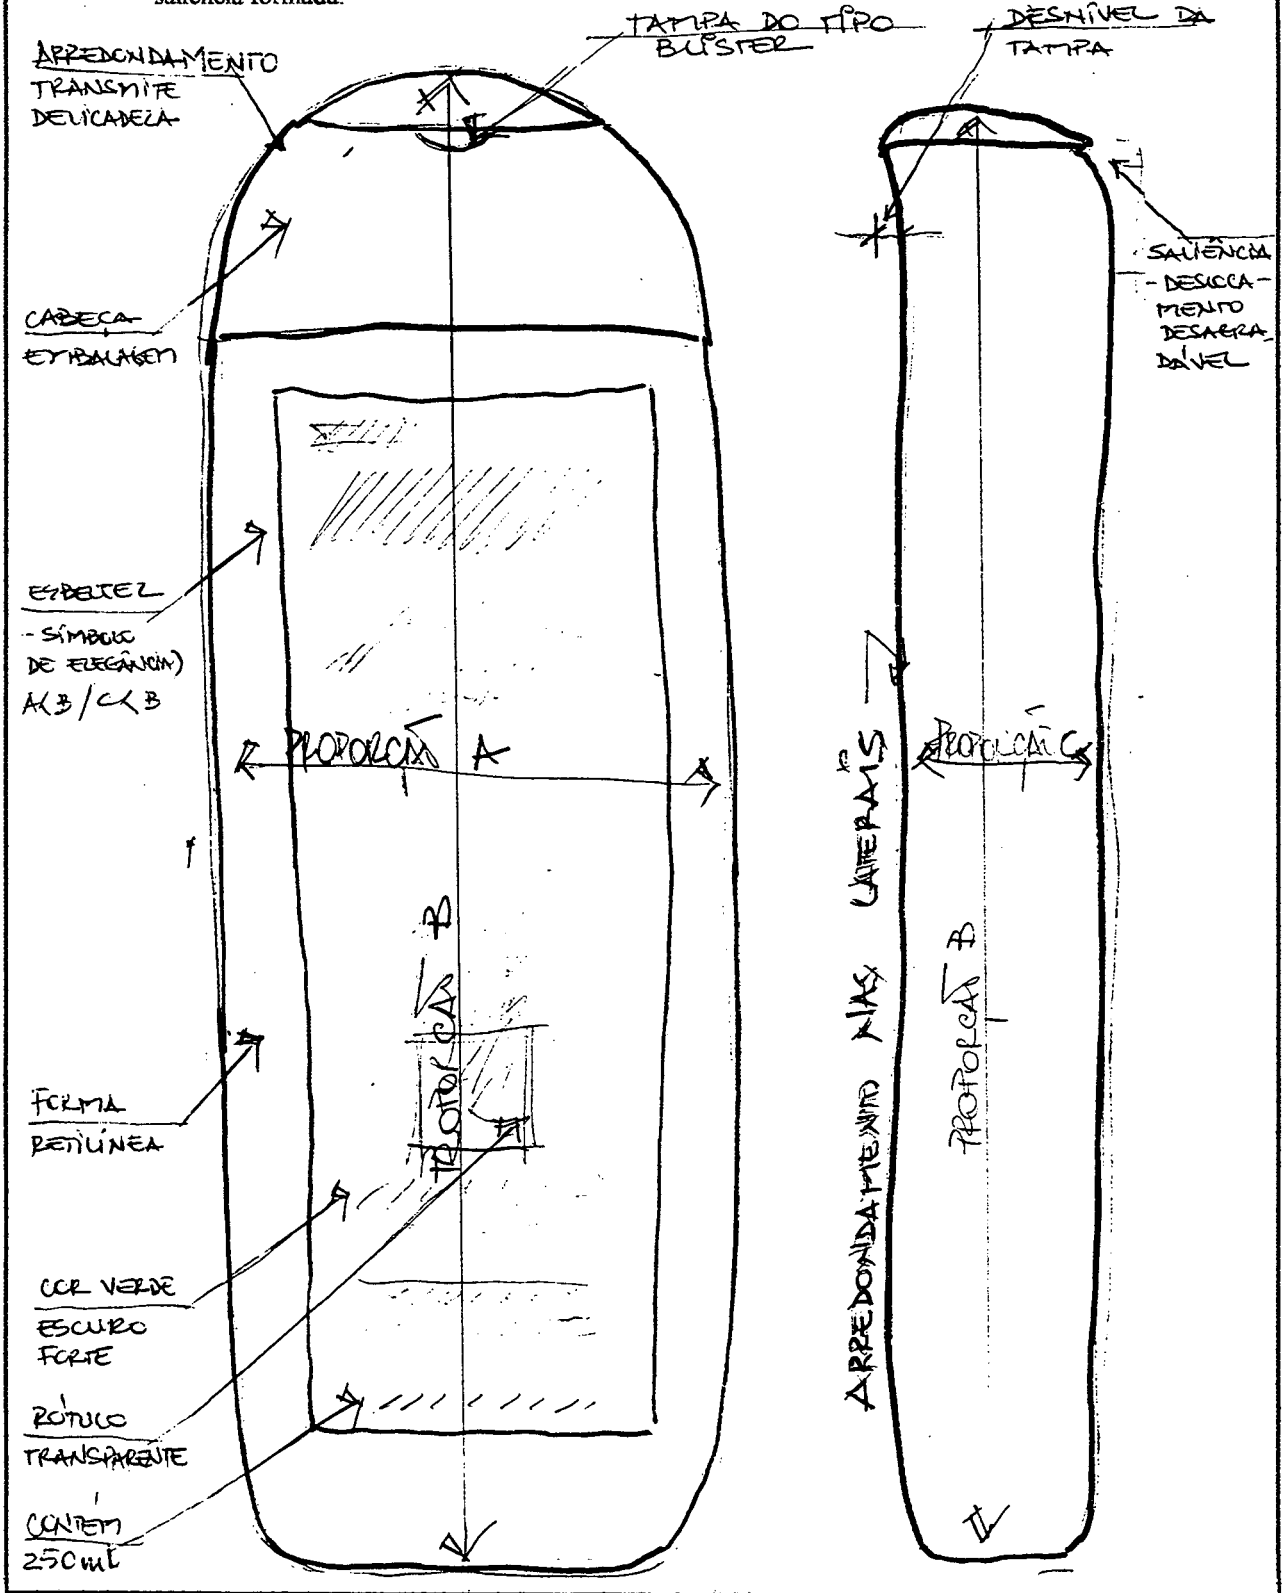 saliência formada.
TAMPA DO TIPO
BLISTER
DESNÍVEL DA
TAMPA
ARREDONDAMENTO
TRANSMITE
DELICADEZA
SALIÊNCIA
- DESLOCA-
MENTO
DESAGRA
DÁVEL
CABEÇA
EMBALAGEM
ESBELTEZ
- SÍMBOLO
DE ELEGÂNCIA)
A<B / C<B
PROPORÇÃO A
PROPORÇÃO C
PROPORÇÃO B
ARREDONDAMENTO NAS LATERAIS
PROPORÇÃO B
FORMA
RETILÍNEA
COR VERDE
ESCURO
FORTE
RÓTULO
TRANSPARENTE
CONTÉM
250ml